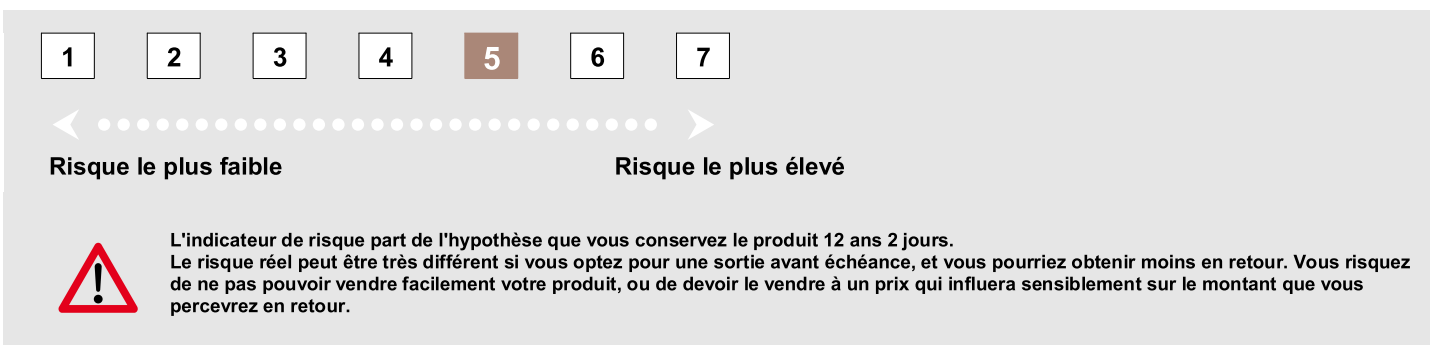 1 2 3 4 5 6 7
Risque le plus faible Risque le plus élevé
L'indicateur de risque part de l'hypothèse que vous conservez le produit 12 ans 2 jours.
Le risque réel peut être très différent si vous optez pour une sortie avant échéance, et vous pourriez obtenir moins en retour. Vous risquez
de ne pas pouvoir vendre facilement votre produit, ou de devoir le vendre à un prix qui influera sensiblement sur le montant que vous
percevrez en retour.